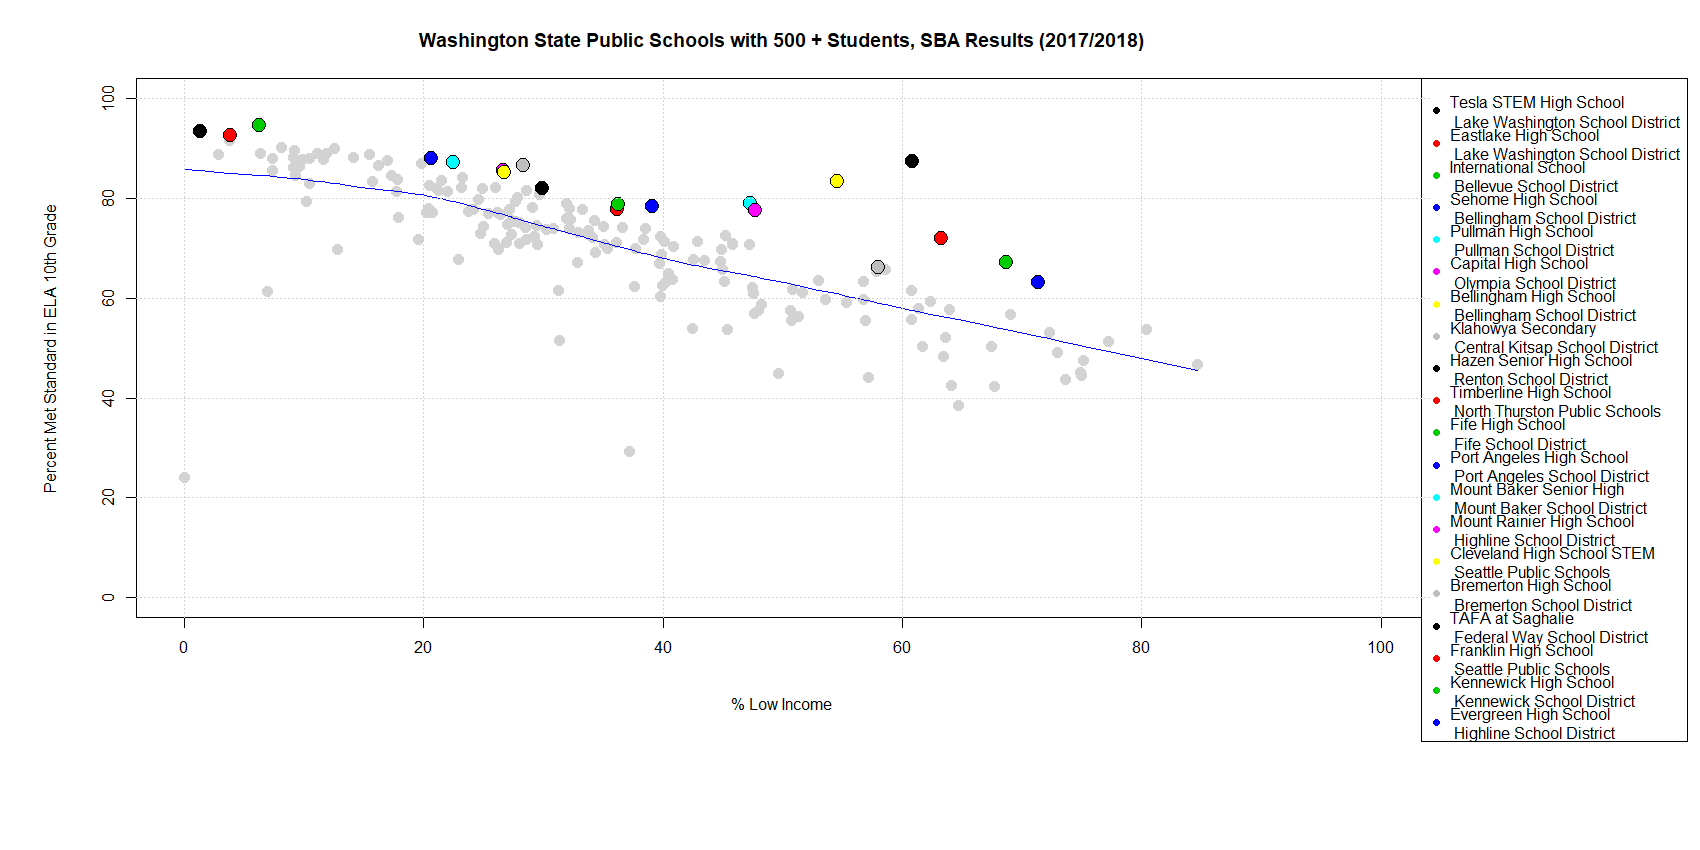 Washington State Public Schools with 500 + Students, SBA Results (2017/2018)
Percent Met Standard in ELA 10th Grade
100
80
60
40
20
0
0 20 40 60 80 100
% Low Income
Tesla STEM High School
Lake Washington School District
Eastlake High School
Lake Washington School District
International School
Bellevue School District
Sehome High School
Bellingham School District
Pullman High School
Pullman School District
Capital High School
Olympia School District
Bellingham High School
Bellingham School District
Klahowya Secondary
Central Kitsap School District
Hazen Senior High School
Renton School District
Timberline High School
North Thurston Public Schools
Fife High School
Fife School District
Port Angeles High School
Port Angeles School District
Mount Baker Senior High
Mount Baker School District
Mount Rainier High School
Highline School District
Cleveland High School STEM
Seattle Public Schools
Bremerton High School
Bremerton School District
TAFA at Saghalie
Federal Way School District
Franklin High School
Seattle Public Schools
Kennewick High School
Kennewick School District
Evergreen High School
Highline School District